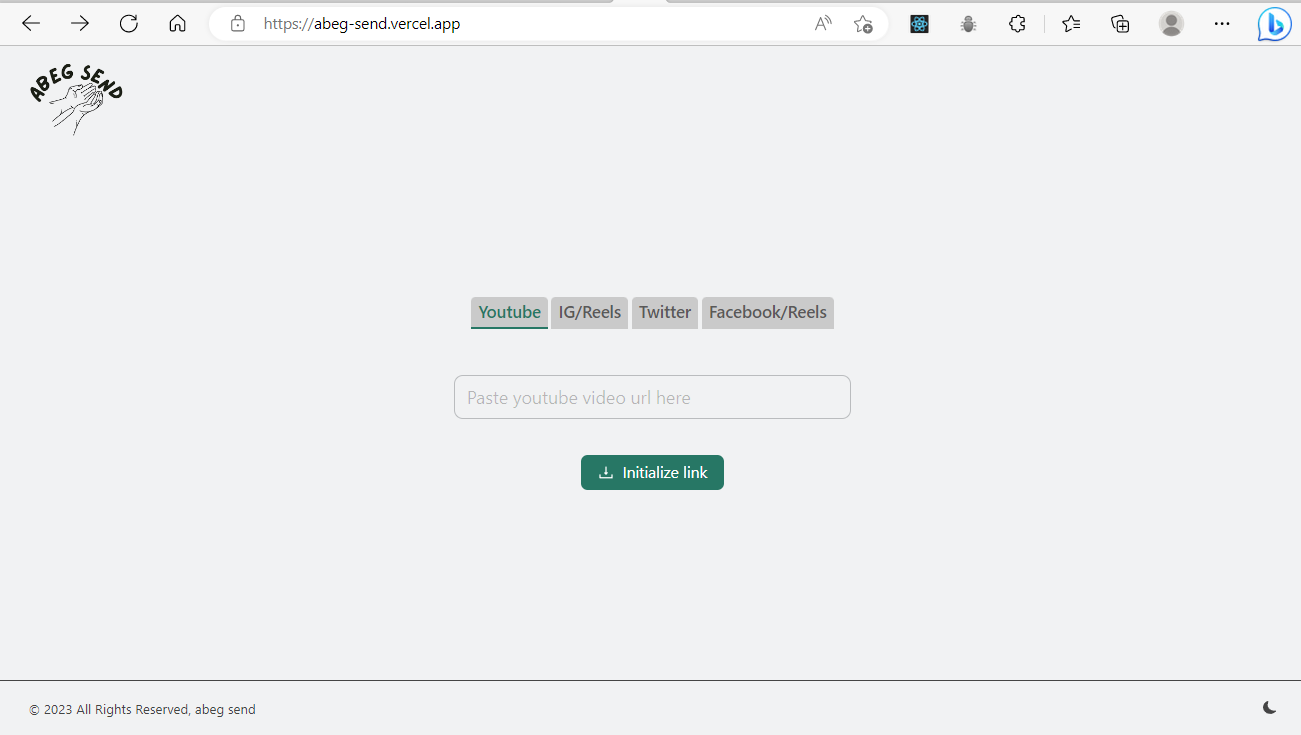 https://abeg-send.vercel.app
ABEG SEND
Youtube IG/Reels Twitter Facebook/Reels
Paste youtube video url here
Initialize link
© 2023 All Rights Reserved, abeg send